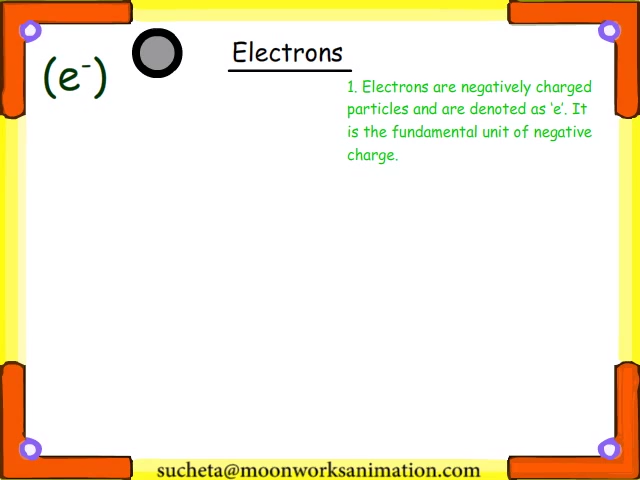 (e⁻)
Electrons
1. Electrons are negatively charged
particles and are denoted as ‘e’. It
is the fundamental unit of negative
charge.
sucheta@moonworksanimation.com